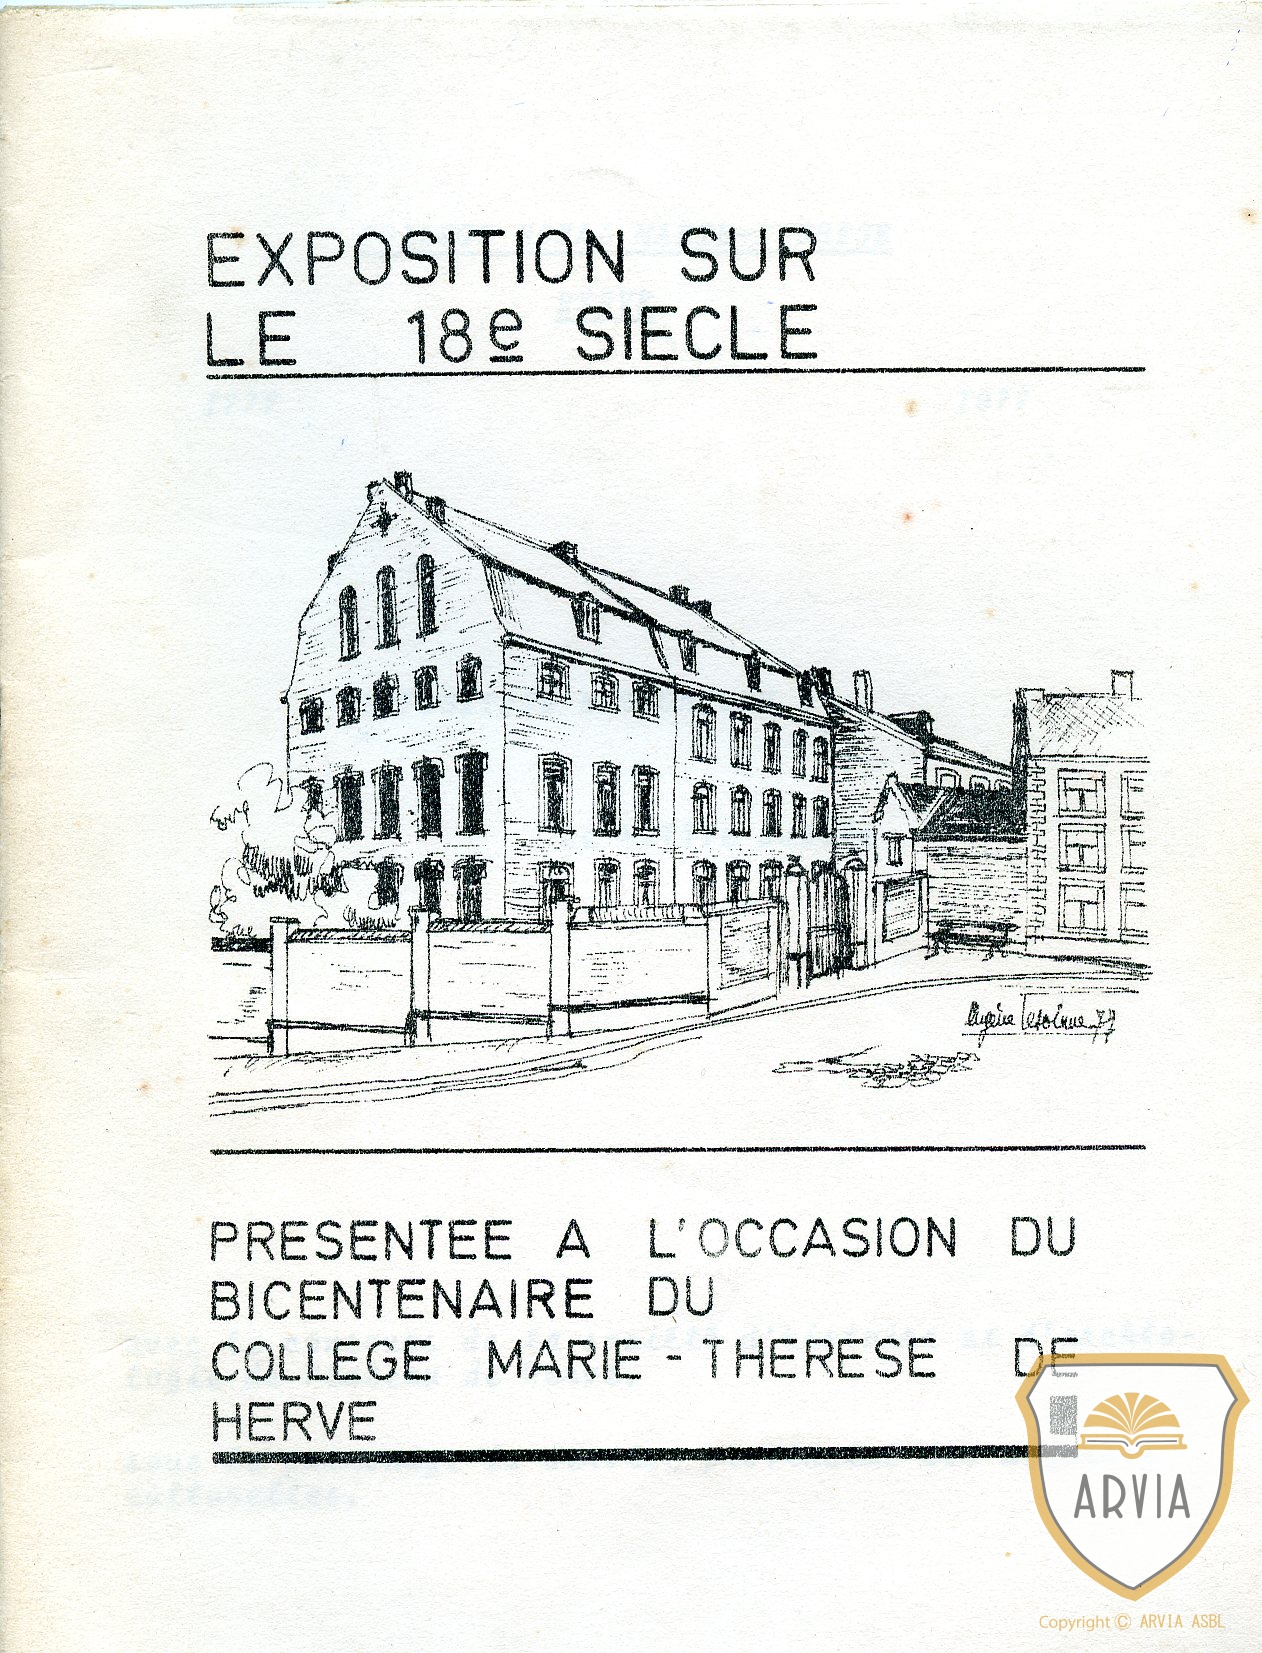 EXPOSITION SUR
LE 18e SIECLE
PRESENTEE A L'OCCASION DU
BICENTENAIRE DU
COLLEGE MARIE-THERESE DE
HERVE
ARVIA
Copyright © ARVIA ASBL